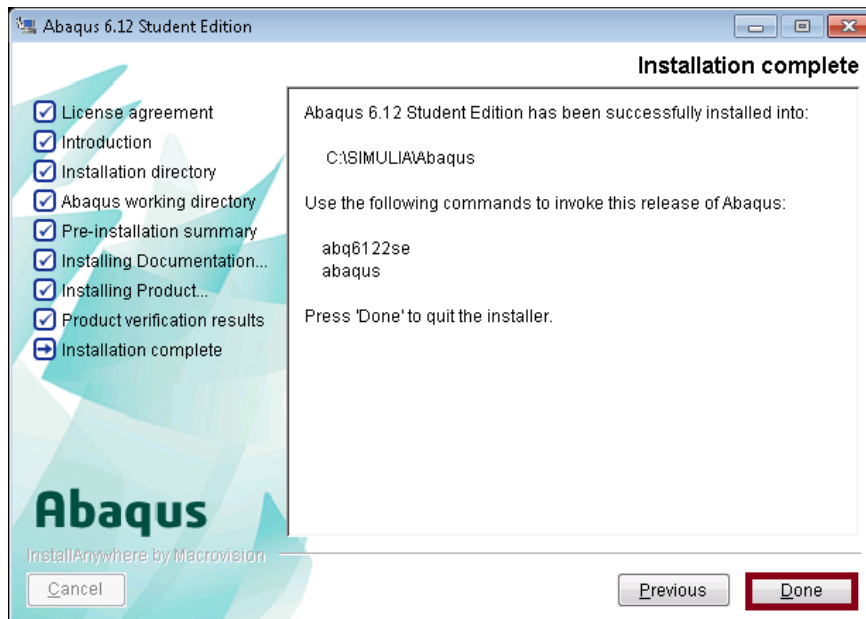 Abaqus 6.12 Student Edition
Installation complete
License agreement
Introduction
Installation directory
Abaqus working directory
Pre-installation summary
Installing Documentation...
Installing Product...
Product verification results
Installation complete
Abaqus 6.12 Student Edition has been successfully installed into:
C:\SIMULIA\Abaqus
Use the following commands to invoke this release of Abaqus:
abq6122se
abaqus
Press 'Done' to quit the installer.
Abaqus
InstallAnywhere by Macrovision
Cancel
Previous
Done